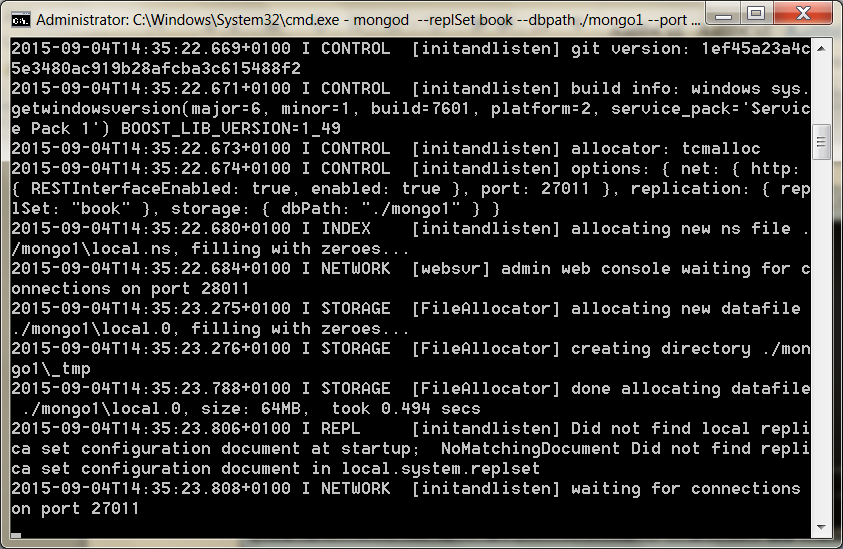 Administrator: C:\Windows\System32\cmd.exe - mongod  --replSet book --dbpath ./mongo1 --port ...
2015-09-04T14:35:22.669+0100 I CONTROL  [initandlisten] git version: 1ef45a23a4c
5e3480ac919b28afcba3c615488f2
2015-09-04T14:35:22.671+0100 I CONTROL  [initandlisten] build info: windows sys.
getwindowsversion(major=6, minor=1, build=7601, platform=2, service_pack='Servic
e Pack 1') BOOST_LIB_VERSION=1_49
2015-09-04T14:35:22.673+0100 I CONTROL  [initandlisten] allocator: tcmalloc
2015-09-04T14:35:22.674+0100 I CONTROL  [initandlisten] options: { net: { http:
{ RESTInterfaceEnabled: true, enabled: true }, port: 27011 }, replication: { rep
lSet: "book" }, storage: { dbPath: "./mongo1" } }
2015-09-04T14:35:22.680+0100 I INDEX    [initandlisten] allocating new ns file .
/mongo1\local.ns, filling with zeroes...
2015-09-04T14:35:22.684+0100 I NETWORK  [websvr] admin web console waiting for c
onnections on port 28011
2015-09-04T14:35:23.275+0100 I STORAGE  [FileAllocator] allocating new datafile
./mongo1\local.0, filling with zeroes...
2015-09-04T14:35:23.276+0100 I STORAGE  [FileAllocator] creating directory ./mon
go1\_tmp
2015-09-04T14:35:23.788+0100 I STORAGE  [FileAllocator] done allocating datafile
 ./mongo1\local.0, size: 64MB,  took 0.494 secs
2015-09-04T14:35:23.806+0100 I REPL     [initandlisten] Did not find local repli
ca set configuration document at startup;  NoMatchingDocument Did not find repli
ca set configuration document in local.system.replset
2015-09-04T14:35:23.808+0100 I NETWORK  [initandlisten] waiting for connections
on port 27011